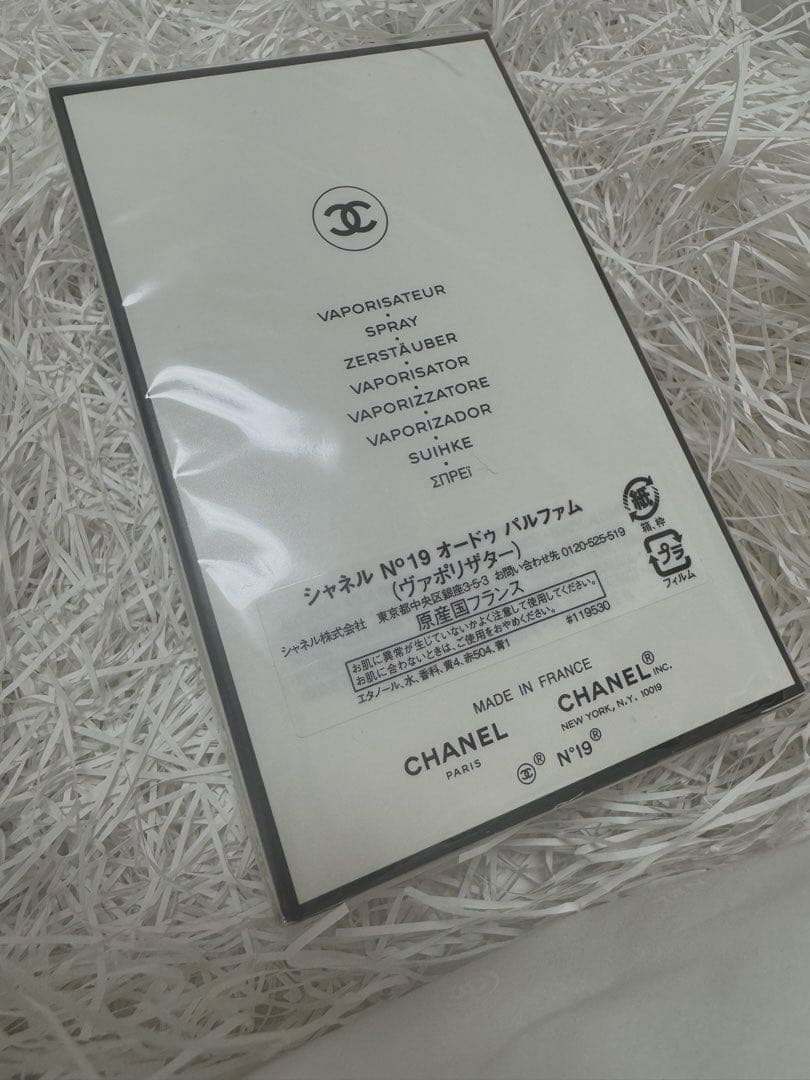 VAPORISATEUR
SPRAY
ZERSTÄUBER
VAPORISATOR
VAPORIZZATORE
VAPORIZADOR
SUIHKE
ΣΠΡΕΪ
紙
箱、枠
プラ
フィルム
シャネル N°19 オードゥ パルファム
(ヴァポリザター)
シャネル株式会社 東京都中央区銀座3-5-3 お問い合わせ先 0120-525-519
原産国フランス
お肌に異常が生じていないかよく注意して使用してください。
お肌に合わないときは、ご使用をおやめください。
エタノール、水、香料、黄4、赤504、青1 #119530
MADE IN FRANCE
CHANEL
PARIS
CHANEL® INC.
NEW YORK, N.Y. 10019
® N°19®